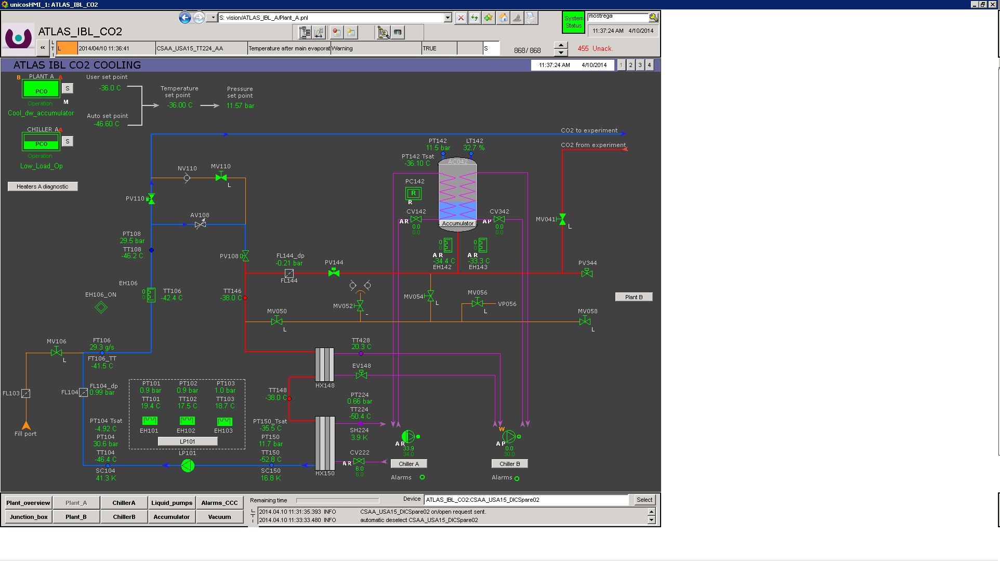 unicosHMI_1: ATLAS_IBL_CO2
S: vision/ATLAS_IBL_A/Plant_A.pnl
System Status
mostrega
ATLAS_IBL_CO2
11:37:24 AM 4/10/2014
L 2014/04/10 11:36:41 CSAA_USA15_TT224_AA Temperature after main evaporat Warning TRUE S
868/ 868
455 Unack.
ATLAS IBL CO2 COOLING
11:37:24 AM 4/10/2014 1 2 3 4
B PLANT A A
PCO S
Operation M
Cool_dw_accumulator
User set point
-36.0 C
Auto set point
-46.60 C
Temperature set point
-36.00 C
Pressure set point
11.57 bar
CHILLER A A
PCO S
Operation
Low_Load_Op
Heaters A diagnostic
CO2 to experiment
CO2 from experiment
PT142
11.5 bar
LT142
32.7 %
PT142 Tsat
-36.10 C
AC042
NV110
MV110
L
PC142
R
R
PV110
AV108
CV142
AR
0.0
0.0
Accumulator
CV342
AP
0.0
0.0
MV041
L
PT108
29.5 bar
TT108
-46.2 C
PV108
FL144_dp
-0.21 bar
FL144
PV144
0
0
A R
-34.4 C
EH142
0
0
A R
-33.3 C
EH143
PV344
EH106
0
0
TT106
-42.4 C
EH106_ON
TT146
-38.0 C
MV052
-
MV054
L
MV056
L
VP056
Plant B
MV050
L
MV058
L
MV106
L
FT106
29.3 g/s
FT106_TT
-41.5 C
TT428
20.3 C
EV148
HX148
FL103
FL104
FL104_dp
0.99 bar
PT101
0.9 bar
TT101
19.4 C
EH101
PT102
0.9 bar
TT102
17.5 C
EH102
PT103
1.0 bar
TT103
18.7 C
EH103
LP101
TT148
-38.0 C
PT224
0.66 bar
TT224
-50.4 C
SH224
3.9 K
Fill port
PT104 Tsat
-4.92 C
PT104
30.6 bar
TT104
-46.4 C
SC104
41.3 K
LP101
PT150_Tsat
-35.5 C
PT150
11.7 bar
TT150
-52.8 C
SC150
16.8 K
HX150
CV222
AR
6.0
6.0
AR
33.9
34.0
Chiller A
Alarms
W
AP
0.0
30.0
Chiller B
Alarms
Plant_overview Plant_A ChillerA Liquid_pumps Alarms_CCC
Junction_box Plant_B ChillerB Accumulator Vacuum
Remaining time
Device ATLAS_IBL_CO2:CSAA_USA15_DICSpare02 Select
2014.04.10 11:31:35.393 INFO CSAA_USA15_DICSpare02 on/open request sent.
2014.04.10 11:33:33.480 INFO automatic deselect CSAA_USA15_DICSpare02